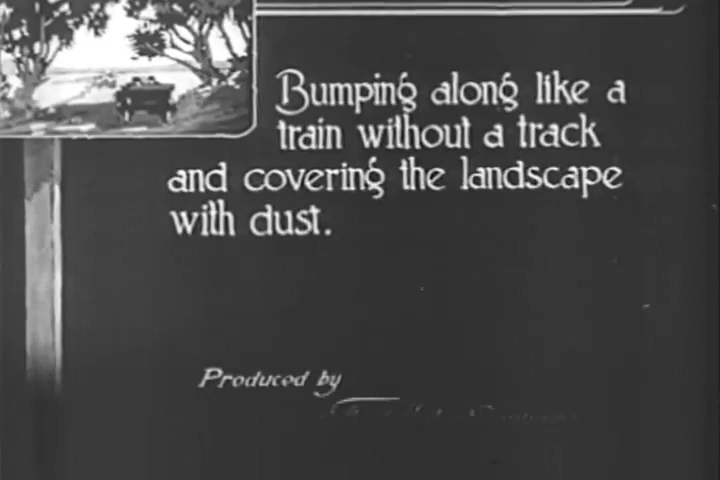 Bumping along like a
train without a track
and covering the landscape
with dust.
Produced by